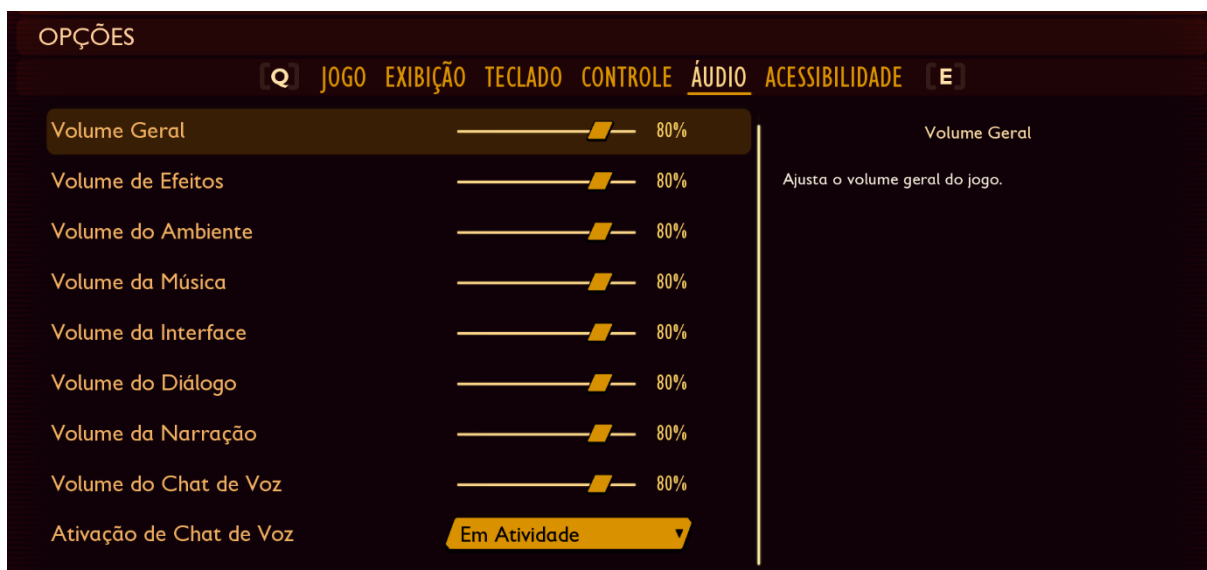 OPÇÕES
[Q] JOGO EXIBIÇÃO TECLADO CONTROLE ÁUDIO ACESSIBILIDADE [E]
Volume Geral 80%
Volume de Efeitos 80%
Volume do Ambiente 80%
Volume da Música 80%
Volume da Interface 80%
Volume do Diálogo 80%
Volume da Narração 80%
Volume do Chat de Voz 80%
Ativação de Chat de Voz Em Atividade
Volume Geral
Ajusta o volume geral do jogo.